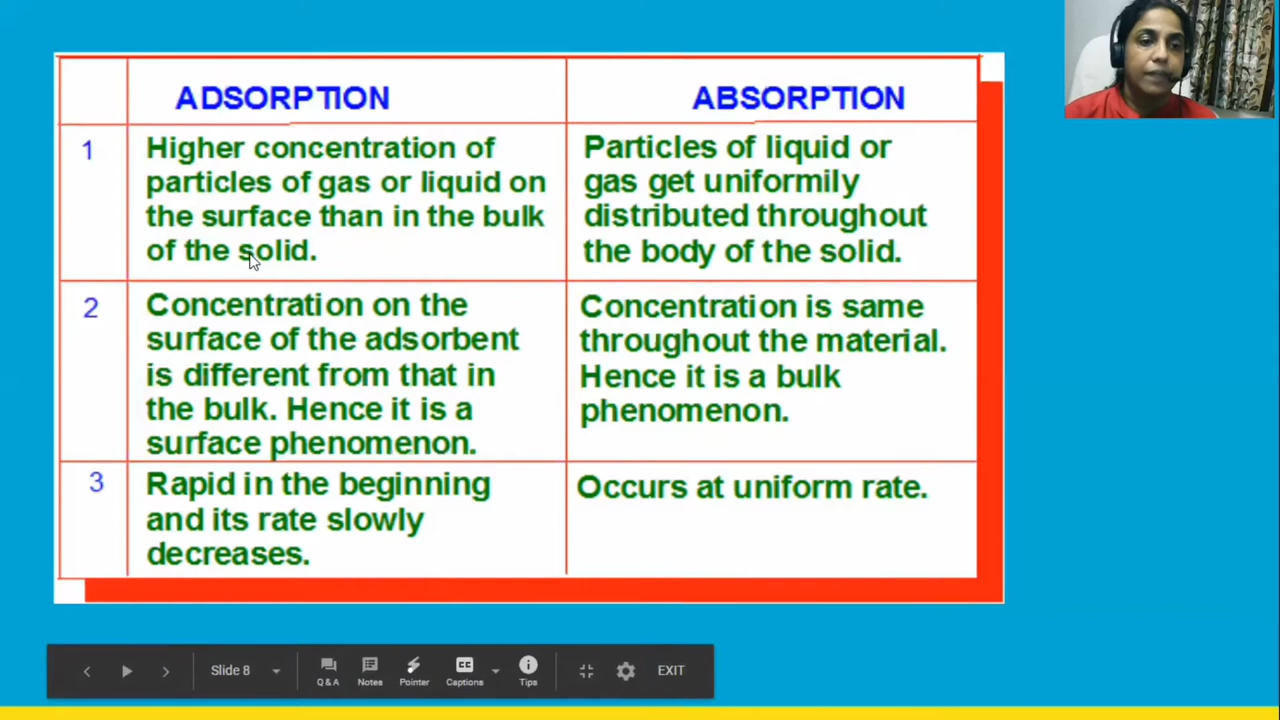 ADSORPTION
ABSORPTION
1
Higher concentration of
particles of gas or liquid on
the surface than in the bulk
of the solid.
Particles of liquid or
gas get uniformily
distributed throughout
the body of the solid.
2
Concentration on the
surface of the adsorbent
is different from that in
the bulk. Hence it is a
surface phenomenon.
Concentration is same
throughout the material.
Hence it is a bulk
phenomenon.
3
Rapid in the beginning
and its rate slowly
decreases.
Occurs at uniform rate.
Slide 8
Q&A
Notes
Pointer
CC
Captions
Tips
EXIT